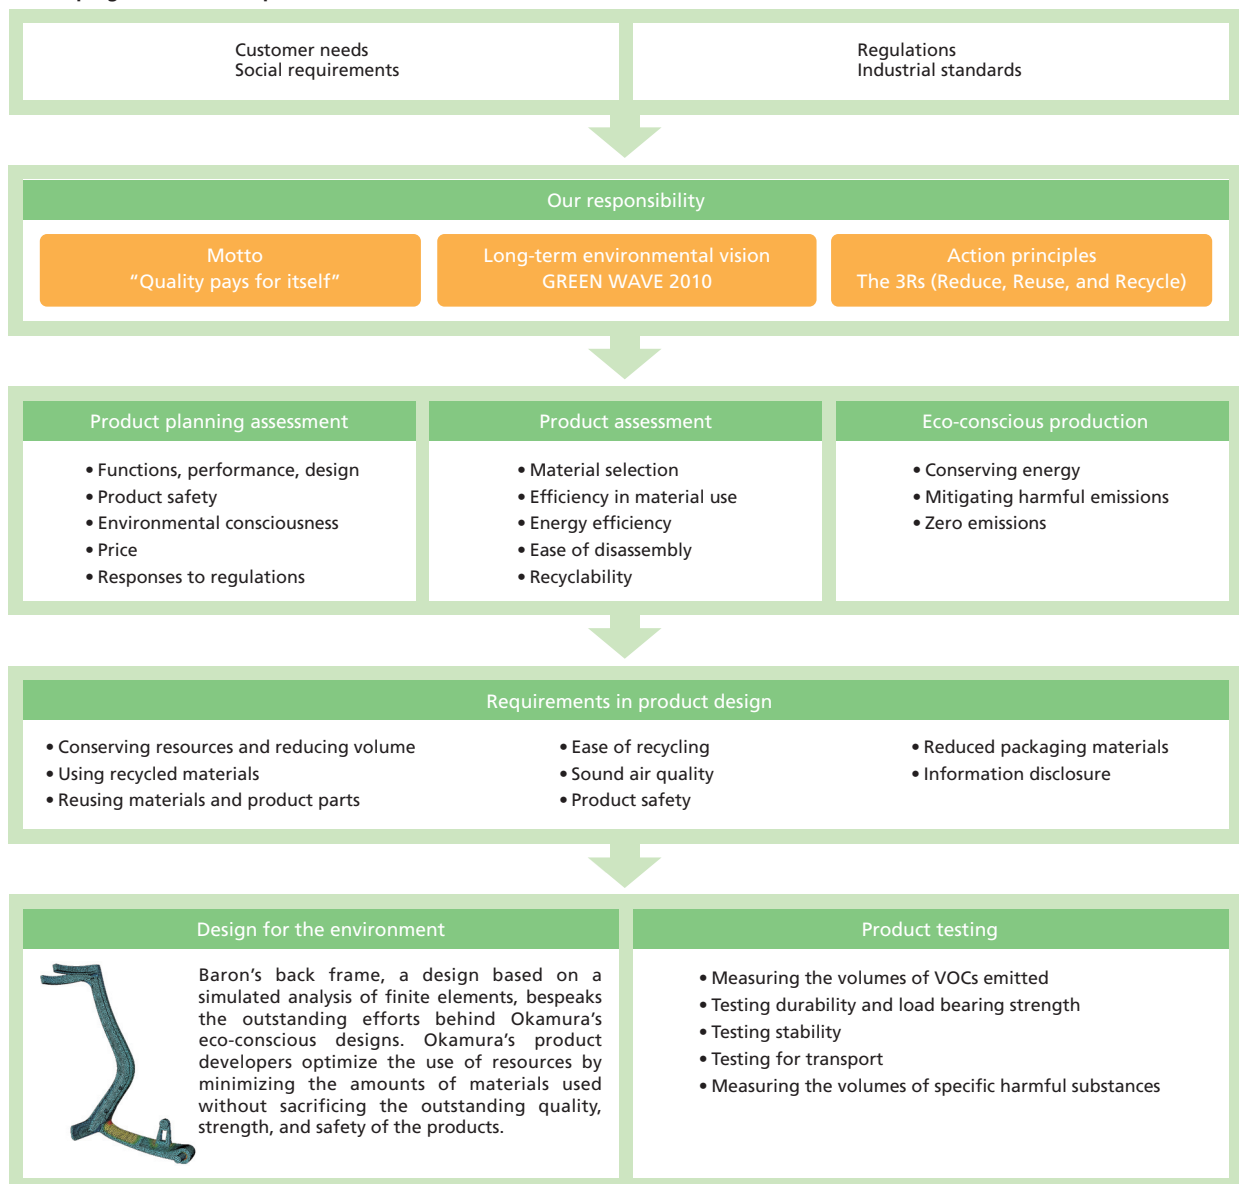 Customer needs
Social requirements
Regulations
Industrial standards
Our responsibility
Motto
“Quality pays for itself”
Long-term environmental vision
GREEN WAVE 2010
Action principles
The 3Rs (Reduce, Reuse, and Recycle)
Product planning assessment
• Functions, performance, design
• Product safety
• Environmental consciousness
• Price
• Responses to regulations
Product assessment
• Material selection
• Efficiency in material use
• Energy efficiency
• Ease of disassembly
• Recyclability
Eco-conscious production
• Conserving energy
• Mitigating harmful emissions
• Zero emissions
Requirements in product design
• Conserving resources and reducing volume
• Using recycled materials
• Reusing materials and product parts
• Ease of recycling
• Sound air quality
• Product safety
• Reduced packaging materials
• Information disclosure
Design for the environment
Baron’s back frame, a design based on a
simulated analysis of finite elements, bespeaks
the outstanding efforts behind Okamura’s
eco-conscious designs. Okamura’s product
developers optimize the use of resources by
minimizing the amounts of materials used
without sacrificing the outstanding quality,
strength, and safety of the products.
Product testing
• Measuring the volumes of VOCs emitted
• Testing durability and load bearing strength
• Testing stability
• Testing for transport
• Measuring the volumes of specific harmful substances